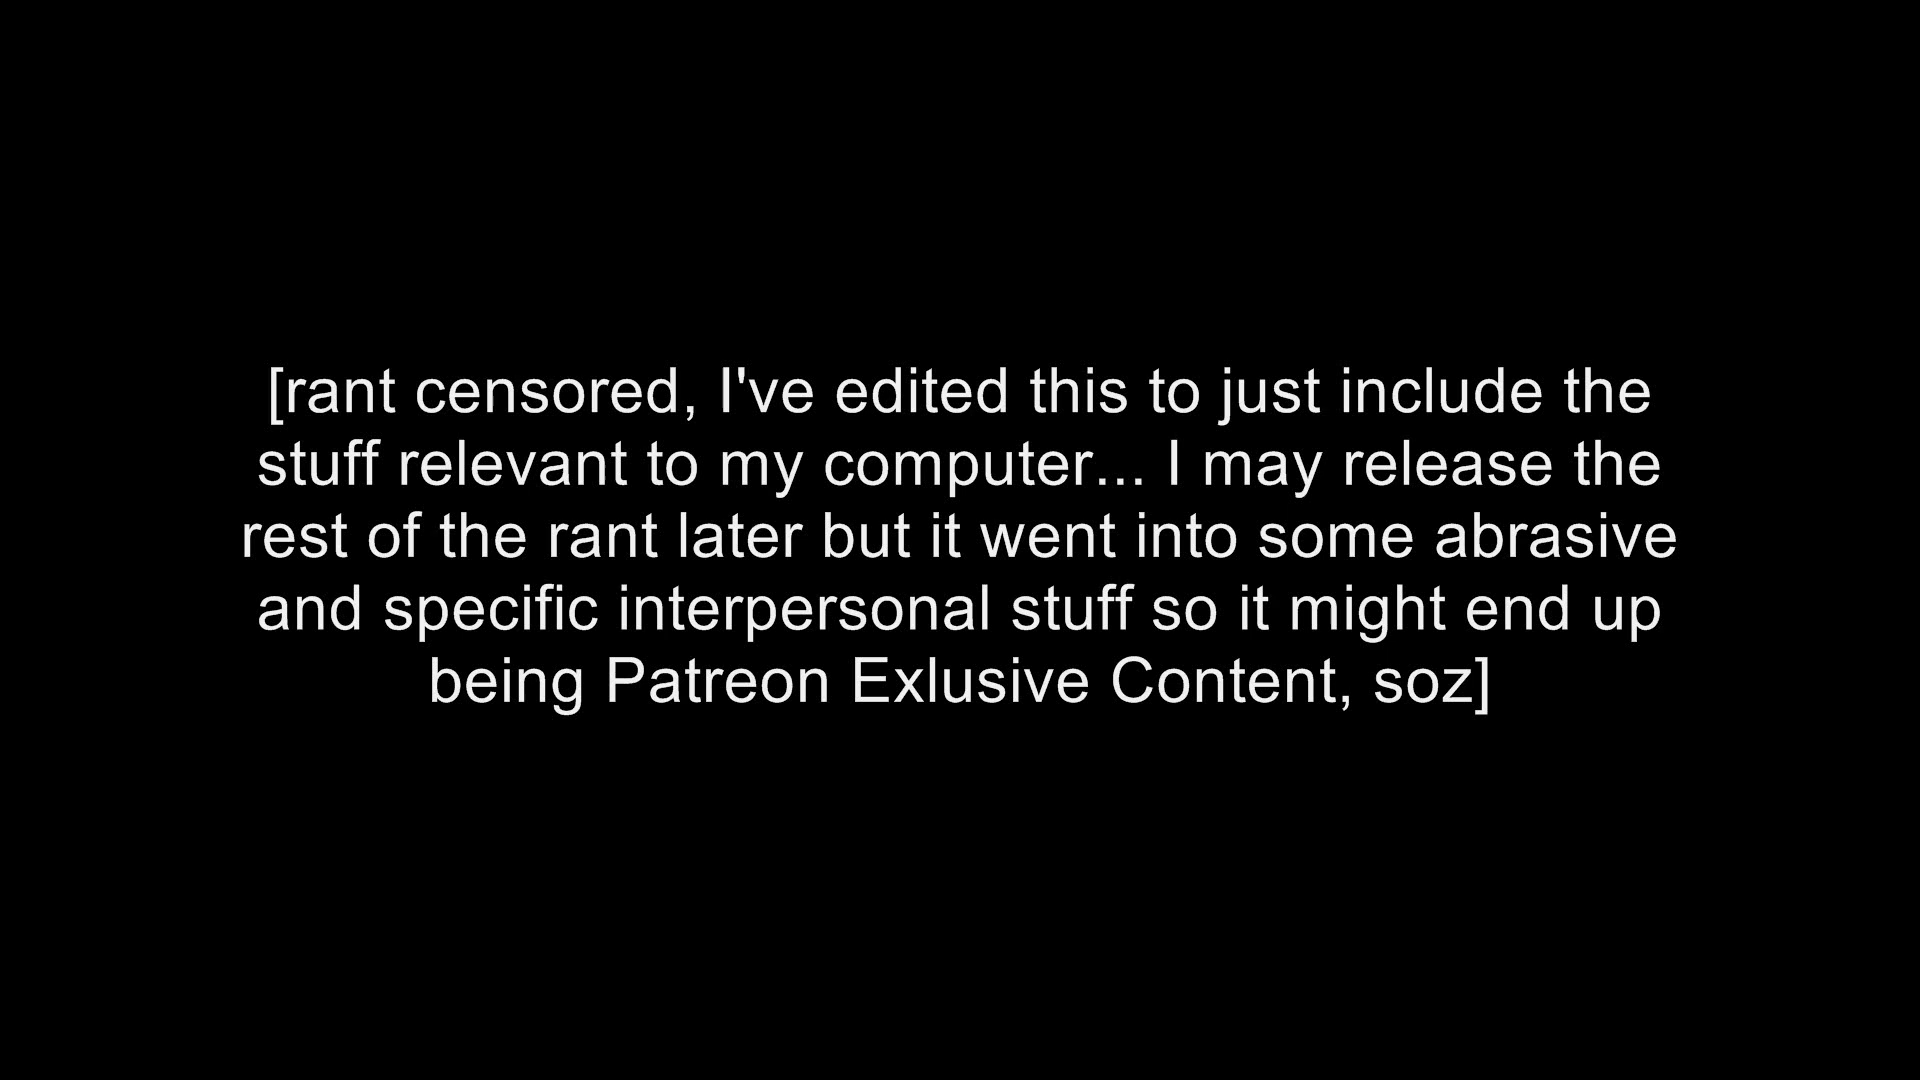 [rant censored, I've edited this to just include the
stuff relevant to my computer... I may release the
rest of the rant later but it went into some abrasive
and specific interpersonal stuff so it might end up
being Patreon Exlusive Content, soz]